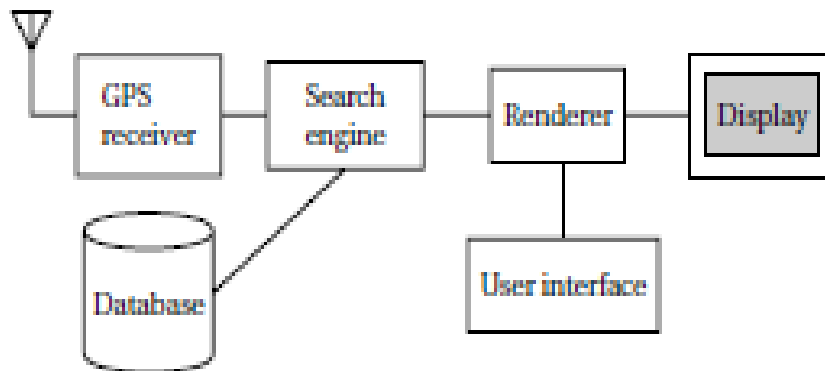 GPS
receiver
Search
engine
Renderer
Display
Database
User interface